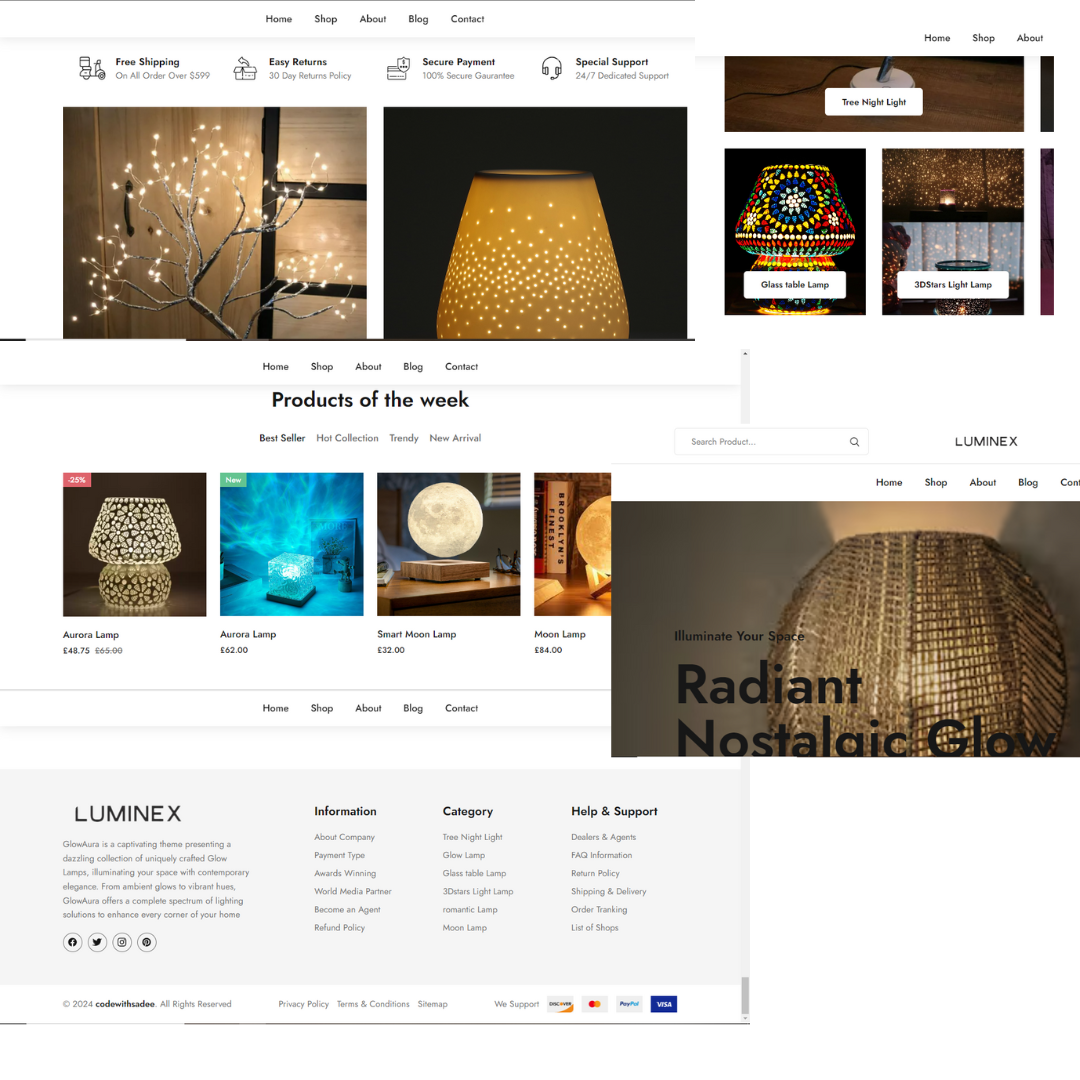 Home Shop About Blog Contact
Free Shipping
On All Order Over $599
Easy Returns
30 Day Returns Policy
Secure Payment
100% Secure Gaurantee
Special Support
24/7 Dedicated Support
Home Shop About
Tree Night Light
Glass table Lamp
3DStars Light Lamp
Home Shop About Blog Contact
Products of the week
Best Seller Hot Collection Trendy New Arrival
-25%
Aurora Lamp
£48.75 £65.00
New
Aurora Lamp
£62.00
Smart Moon Lamp
£32.00
BROOKLYN'S
FINEST
Moon Lamp
£84.00
Search Product...
LUMINEX
Home Shop About Blog Cont
Illuminate Your Space
Radiant
Nostalgic Glow
Home Shop About Blog Contact
LUMINEX
GlowAura is a captivating theme presenting a
dazzling collection of uniquely crafted Glow
Lamps, illuminating your space with contemporary
elegance. From ambient glows to vibrant hues,
GlowAura offers a complete spectrum of lighting
solutions to enhance every corner of your home
Information
About Company
Payment Type
Awards Winning
World Media Partner
Become an Agent
Refund Policy
Category
Tree Night Light
Glow Lamp
Glass table Lamp
3Dstars Light Lamp
romantic Lamp
Moon Lamp
Help & Support
Dealers & Agents
FAQ Information
Return Policy
Shipping & Delivery
Order Tranking
List of Shops
© 2024 codewithsadee. All Rights Reserved
Privacy Policy Terms & Conditions Sitemap
We Support DISCOVER PayPal VISA